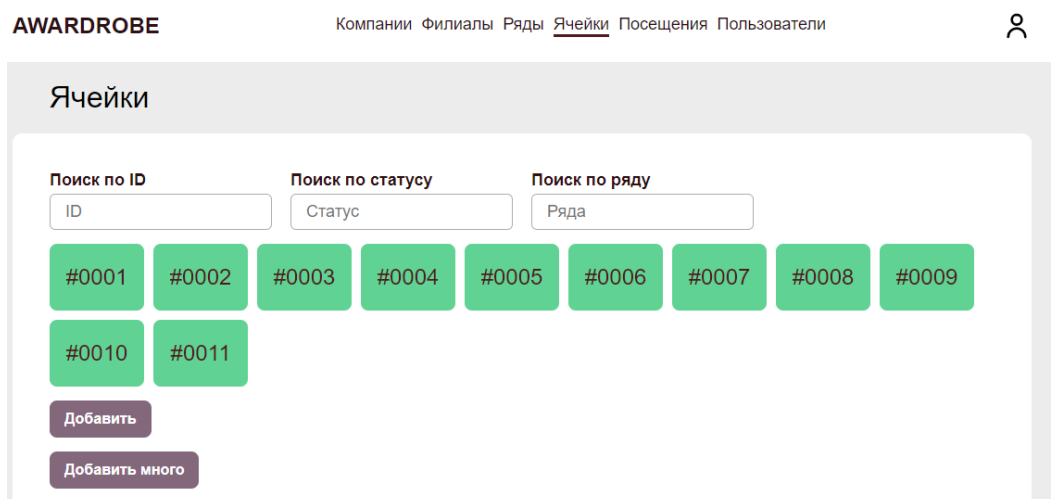 AWARDROBE
Компании Филиалы Ряды Ячейки Посещения Пользователи
Ячейки
Поиск по ID Поиск по статусу Поиск по ряду
ID Статус Ряда
#0001 #0002 #0003 #0004 #0005 #0006 #0007 #0008 #0009
#0010 #0011
Добавить
Добавить много